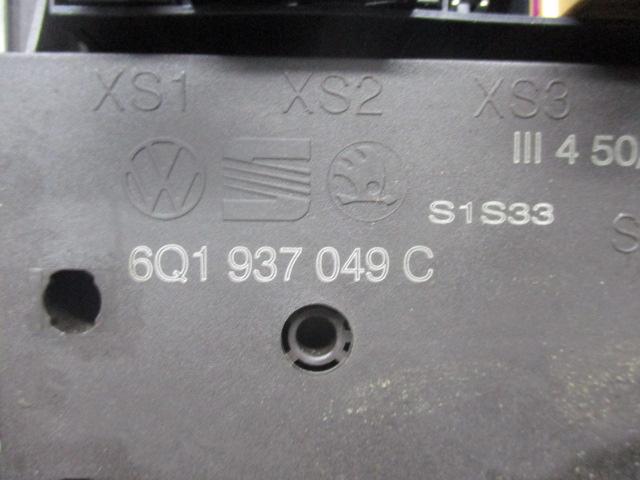 XS1 XS2 XS3
III 4 50
S1S33
6Q1 937 049 C